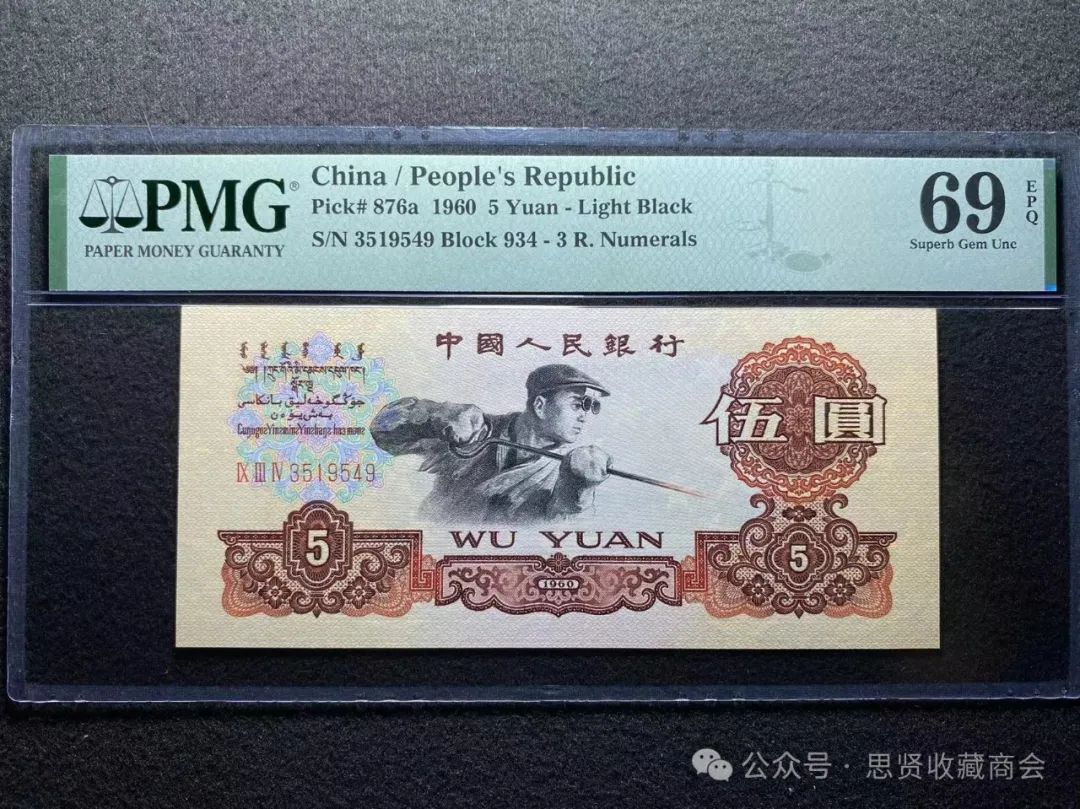 PMG®
PAPER MONEY GUARANTY
China / People's Republic
Pick# 876a 1960 5 Yuan - Light Black
S/N 3519549 Block 934 - 3 R. Numerals
69
EPQ
Superb Gem Unc
中國人民銀行
伍圓
ⅨⅢⅣ3519549
5
WU YUAN
1960
5
公众号 · 思贤收藏商会